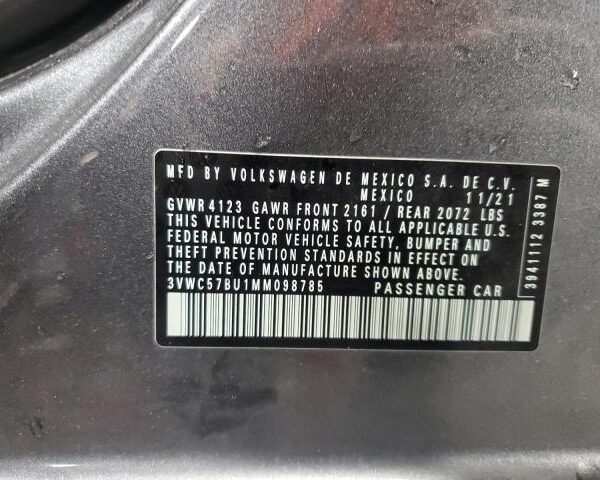 MFD BY VOLKSWAGEN DE MEXICO S.A. DE C.V.
MEXICO 11/21
GVWR 4123 GAWR FRONT 2161 / REAR 2072 LBS
THIS VEHICLE CONFORMS TO ALL APPLICABLE U.S.
FEDERAL MOTOR VEHICLE SAFETY, BUMPER AND
THEFT PREVENTION STANDARDS IN EFFECT ON
THE DATE OF MANUFACTURE SHOWN ABOVE.
3VWC57BU1MM098785 PASSENGER CAR
3941112 3387 M